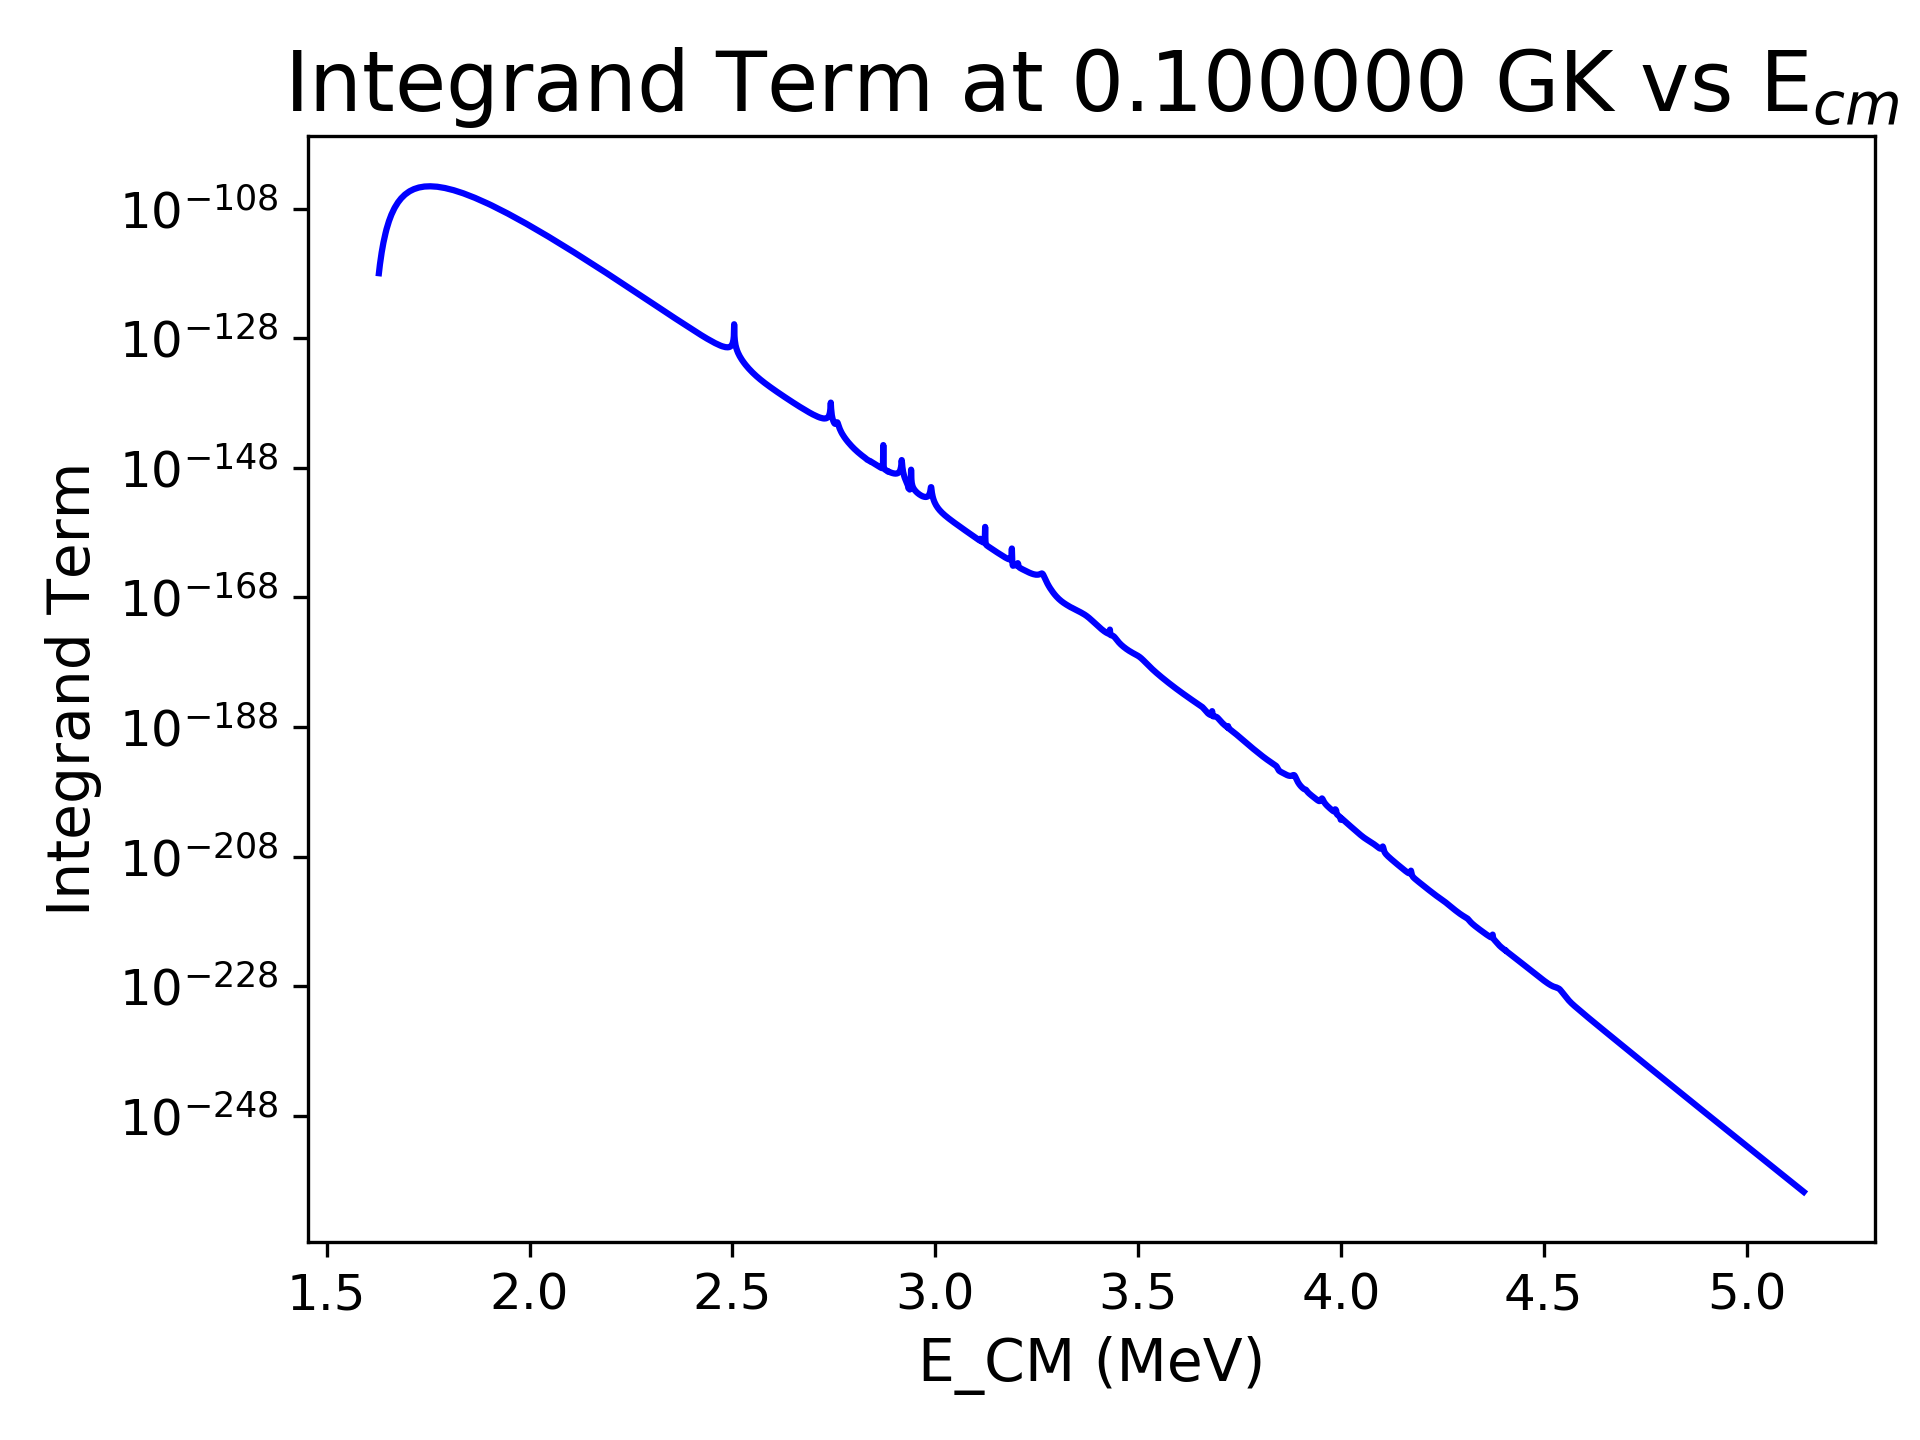 Integrand Term at 0.100000 GK vs E_cm
Integrand Term
10^−108
10^−128
10^−148
10^−168
10^−188
10^−208
10^−228
10^−248
1.5 2.0 2.5 3.0 3.5 4.0 4.5 5.0
E_CM (MeV)